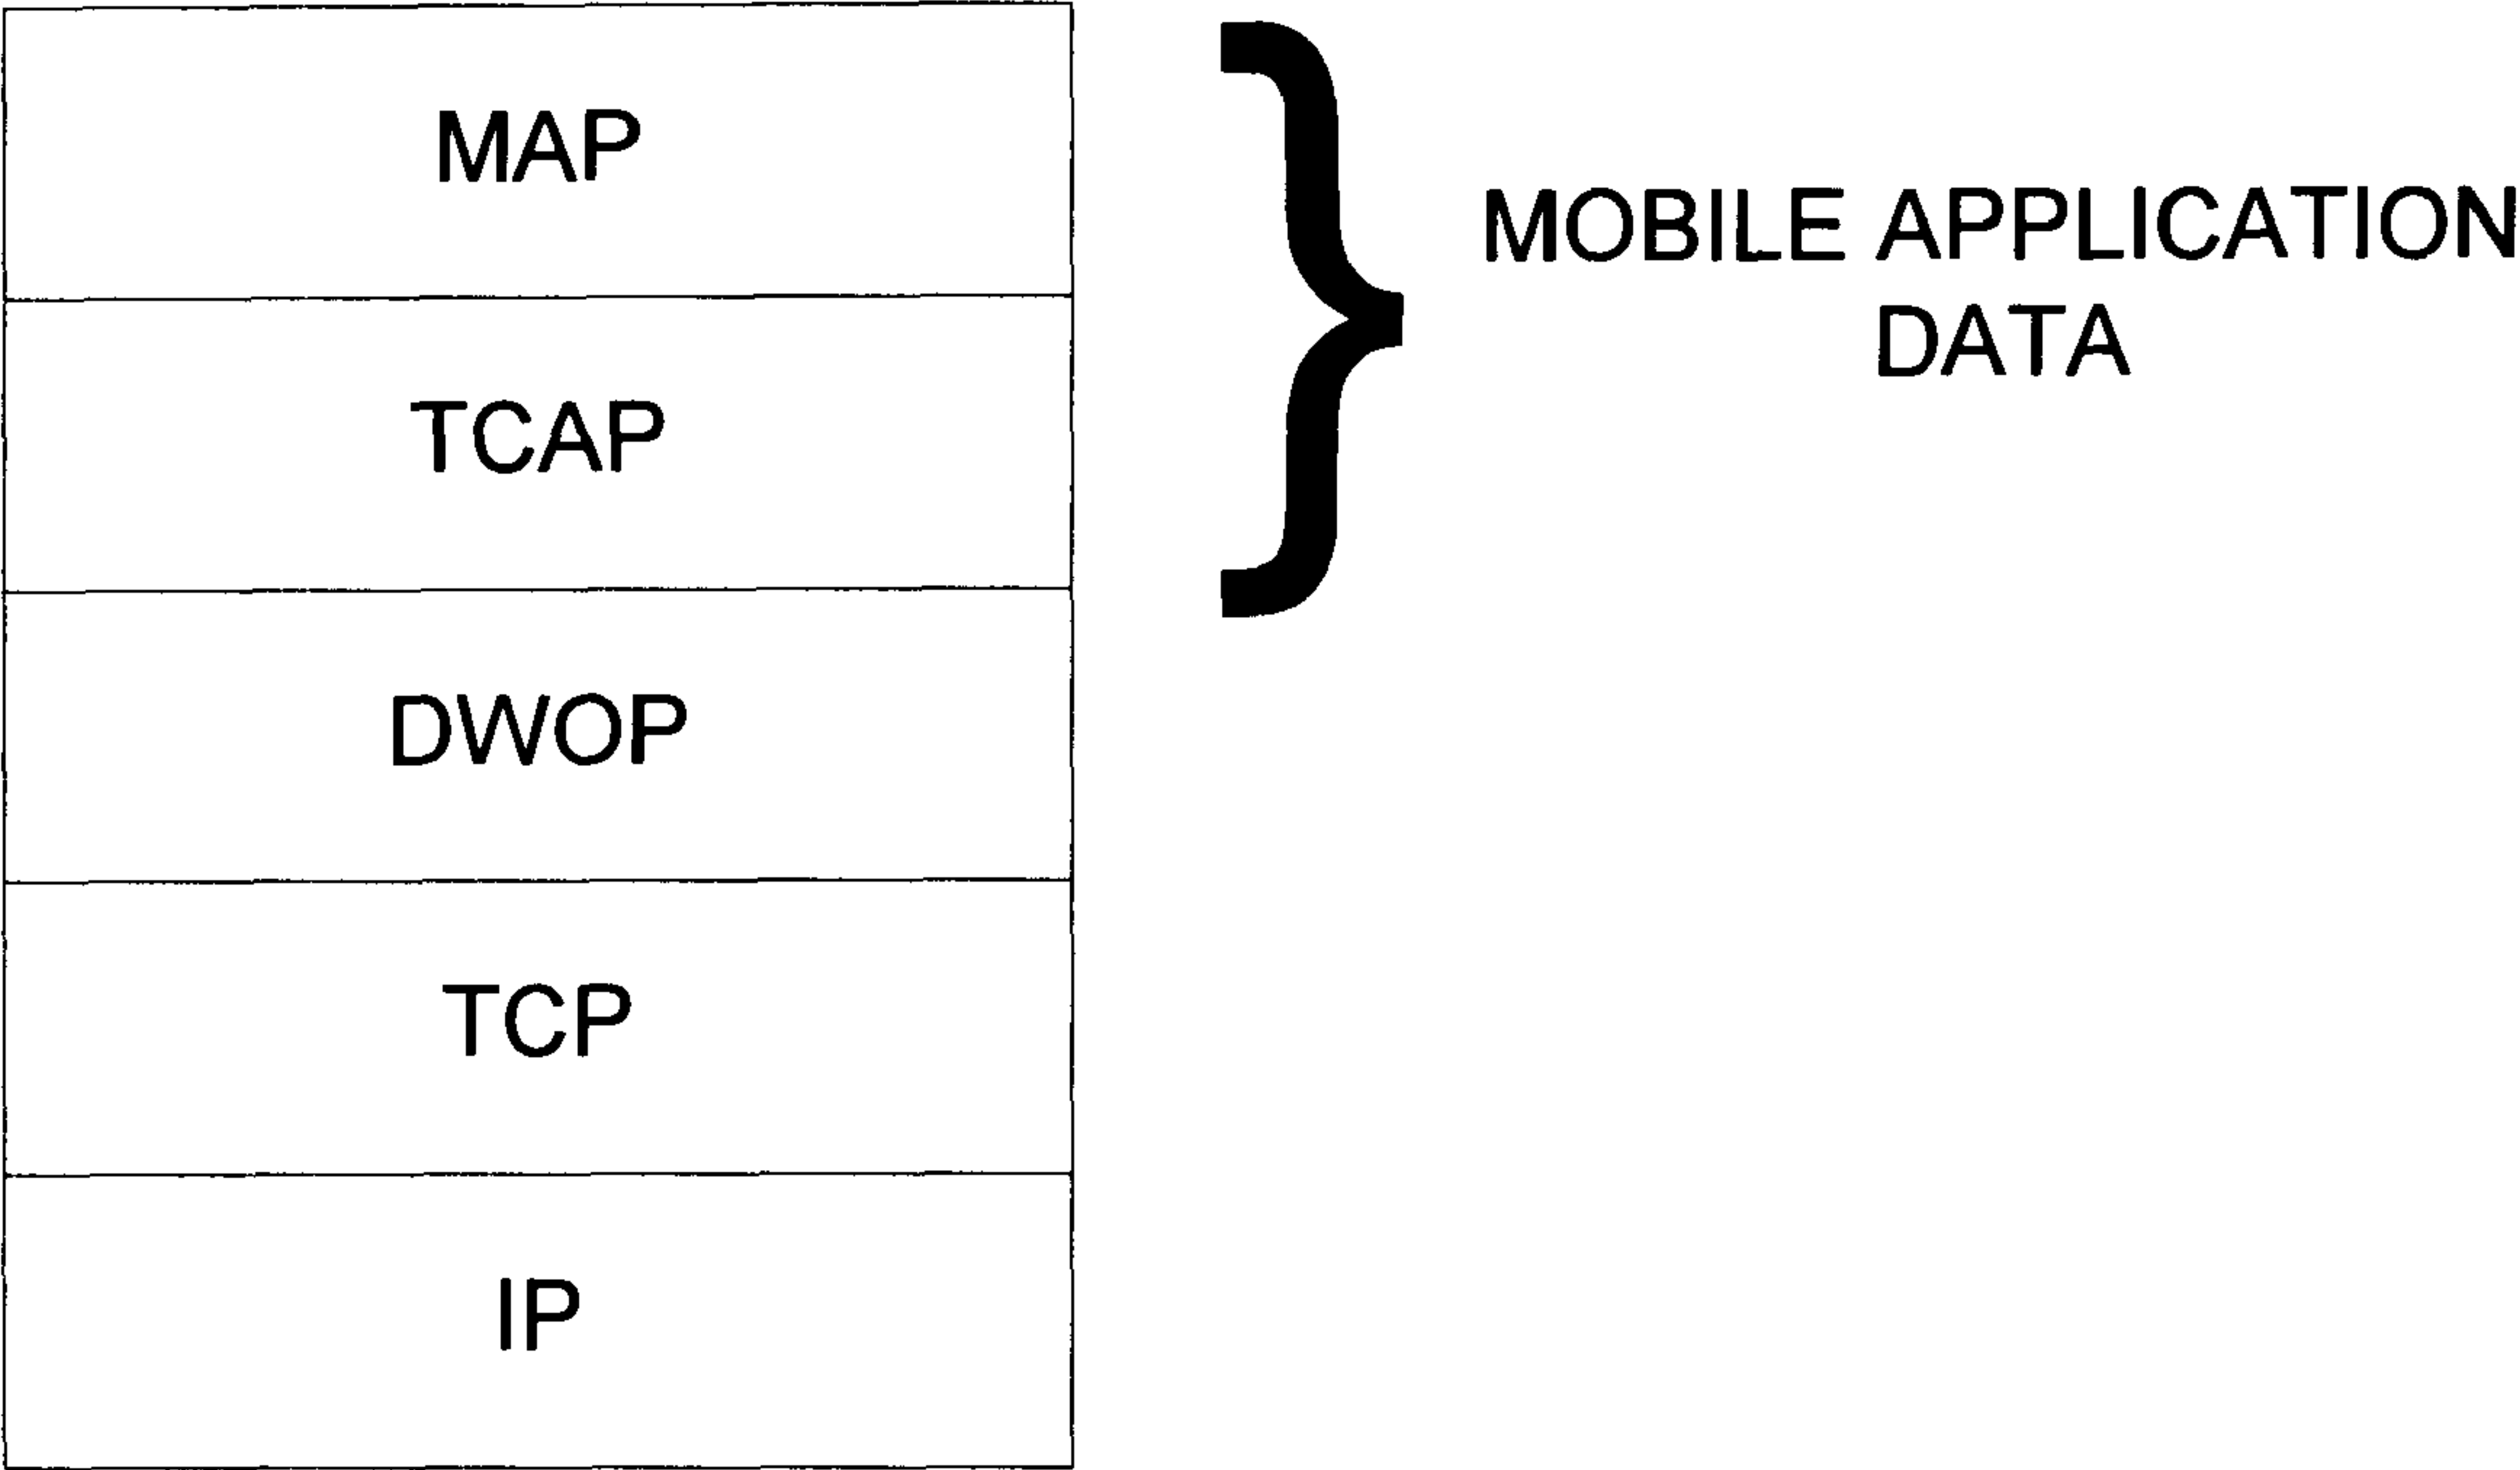 MAP
TCAP
DWOP
TCP
IP
MOBILE APPLICATION
DATA